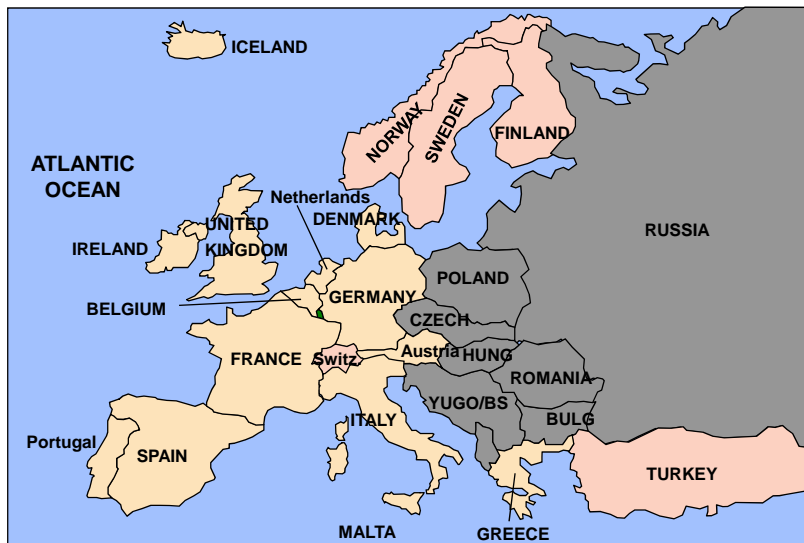 ICELAND
NORWAY
SWEDEN
FINLAND
ATLANTIC
OCEAN
Netherlands
DENMARK
UNITED
KINGDOM
IRELAND
RUSSIA
POLAND
BELGIUM
GERMANY
CZECH
FRANCE
Switz.
Austria
HUNG
ROMANIA
YUGO/BS
BULG
ITALY
Portugal
SPAIN
TURKEY
MALTA
GREECE